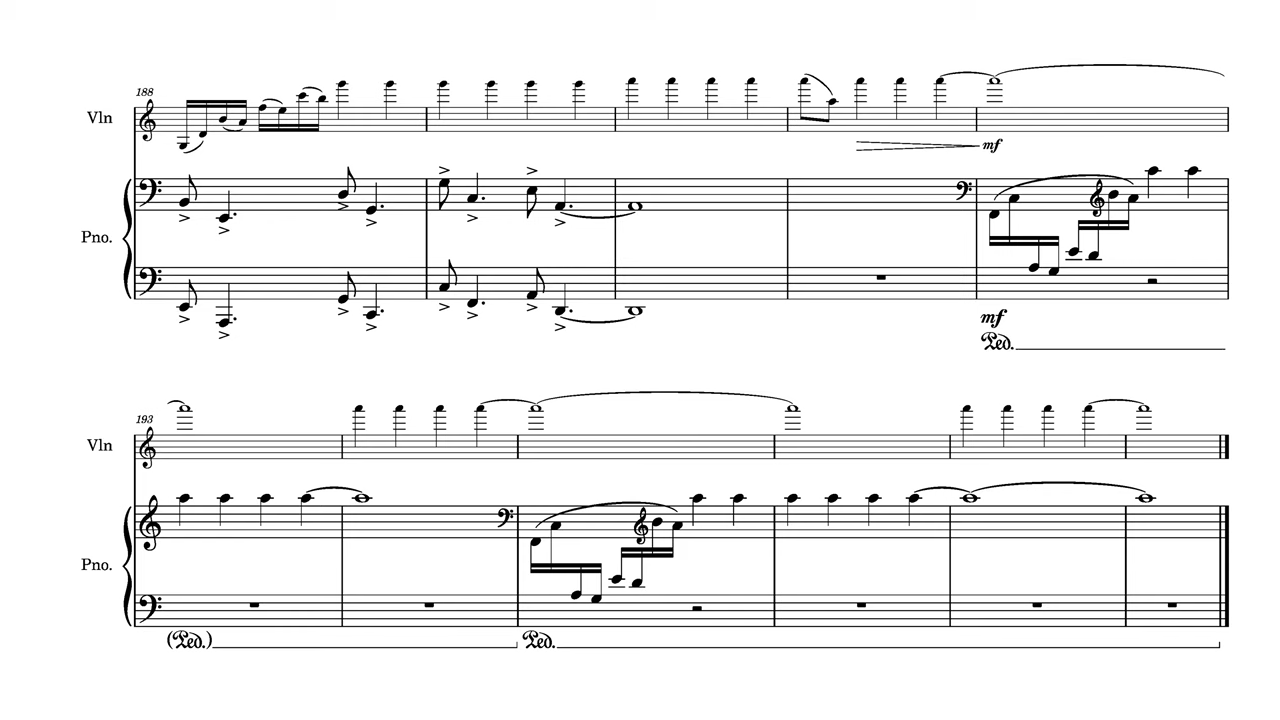 188
Vln
mf
Pno.
mf
Ped.
193
Vln
Pno.
(Ped.)
Ped.